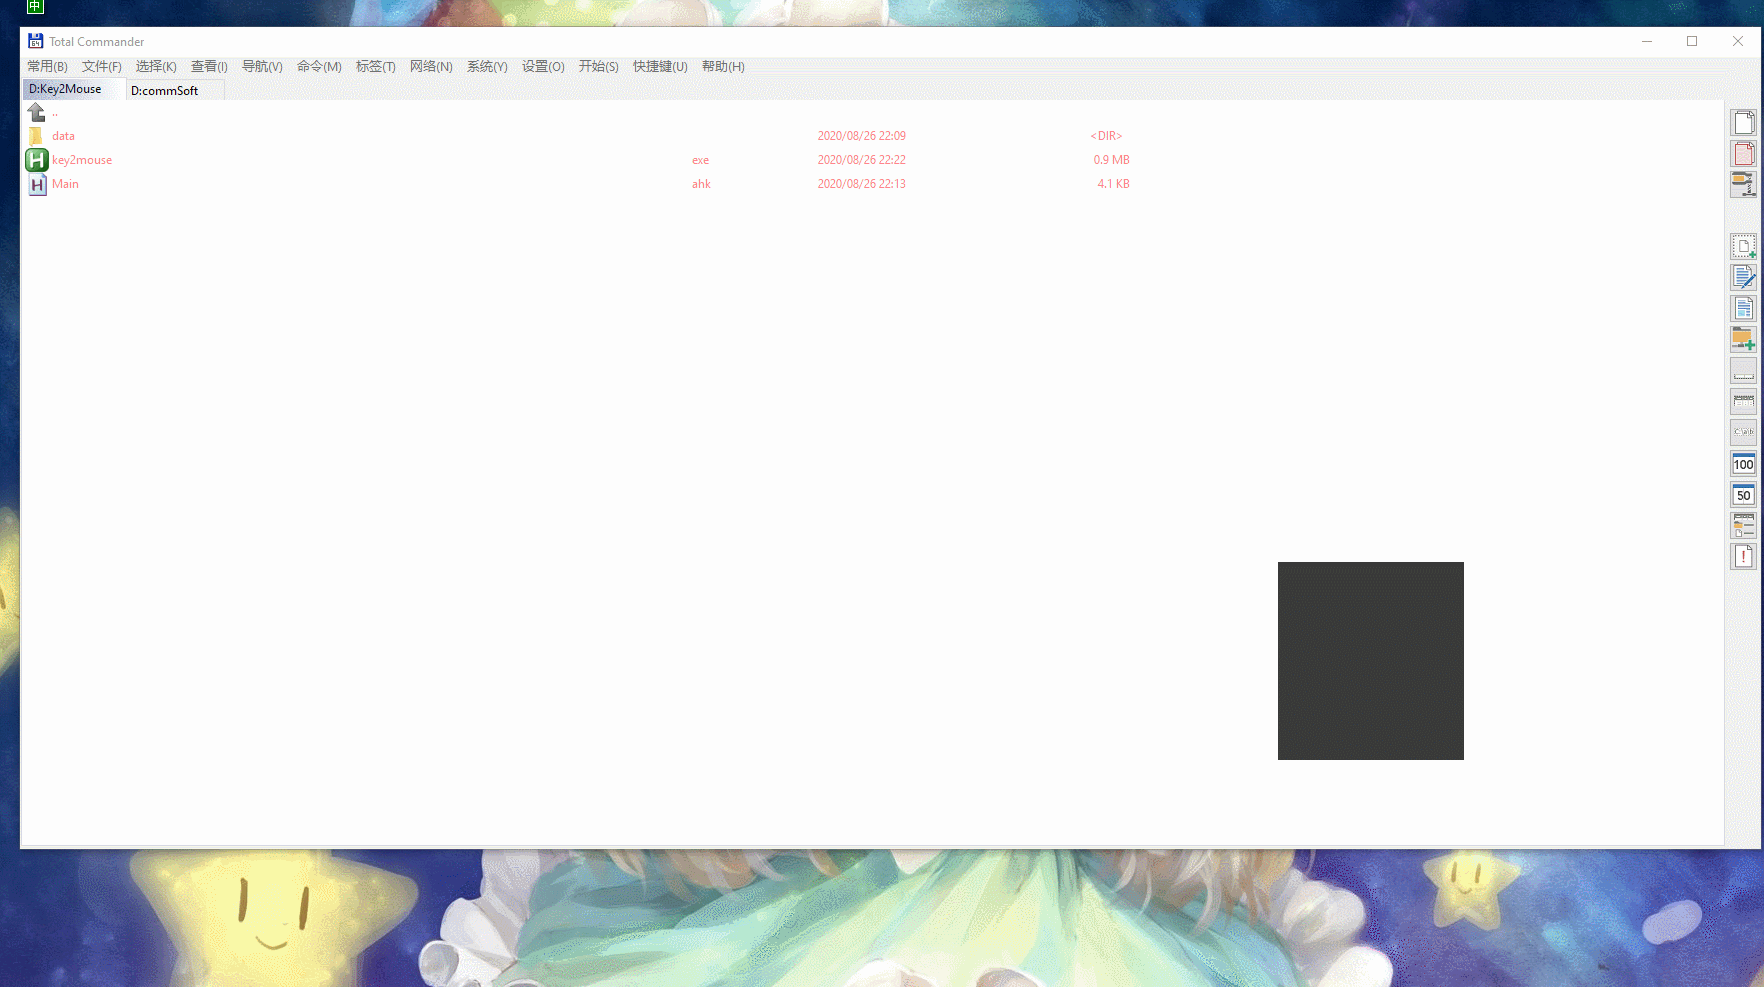 中
64 Total Commander
常用(B) 文件(F) 选择(K) 查看(I) 导航(V) 命令(M) 标签(T) 网络(N) 系统(Y) 设置(O) 开始(S) 快捷键(U) 帮助(H)
D:Key2Mouse D:commSoft
..
data 2020/08/26 22:09 <DIR>
H key2mouse exe 2020/08/26 22:22 0.9 MB
H Main ahk 2020/08/26 22:13 4.1 KB
100
50
!